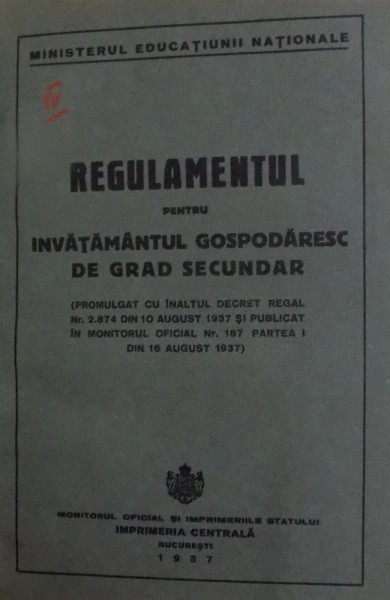 MINISTERUL EDUCAȚIUNII NAȚIONALE
IV
REGULAMENTUL
PENTRU
INVĂȚĂMÂNTUL GOSPODĂRESC
DE GRAD SECUNDAR
(PROMULGAT CU ÎNALTUL DECRET REGAL
Nr. 2.874 DIN 10 AUGUST 1937 ȘI PUBLICAT
ÎN MONITORUL OFICIAL Nr. 187 PARTEA I
DIN 16 AUGUST 1937)
MONITORUL OFICIAL ȘI IMPRIMERIILE STATULUI
IMPRIMERIA CENTRALĂ
BUCUREȘTI
1937